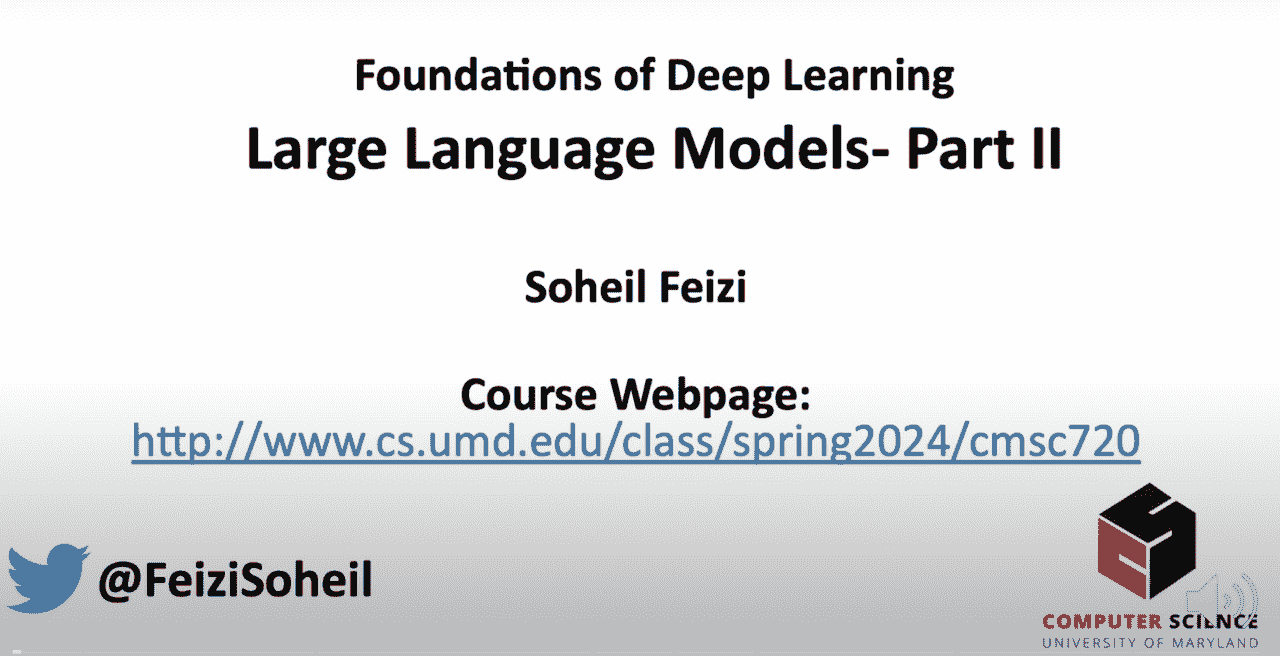 Foundations of Deep Learning
Large Language Models- Part II
Soheil Feizi
Course Webpage:
http://www.cs.umd.edu/class/spring2024/cmsc720
@FeiziSoheil
COMPUTER SCIENCE
UNIVERSITY OF MARYLAND